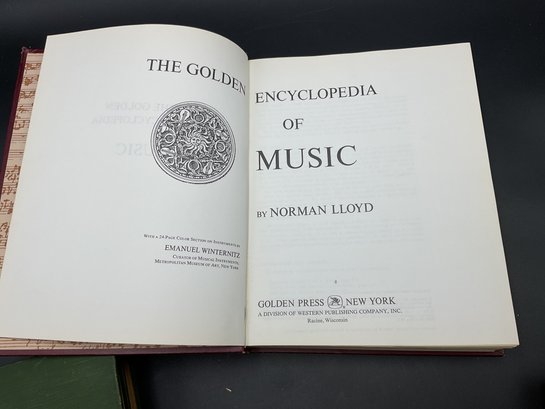 THE GOLDEN
ENCYCLOPEDIA
OF
MUSIC
BY NORMAN LLOYD
WITH A 24-PAGE COLOR SECTION ON INSTRUMENTS BY
EMANUEL WINTERNITZ
CURATOR OF MUSICAL INSTRUMENTS,
METROPOLITAN MUSEUM OF ART, NEW YORK
GOLDEN PRESS NEW YORK
A DIVISION OF WESTERN PUBLISHING COMPANY, INC.
Racine, Wisconsin